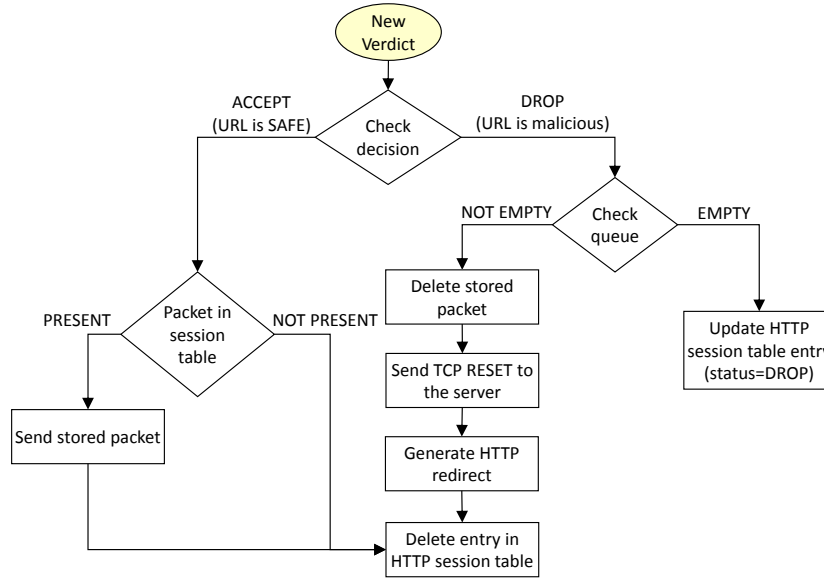 New
Verdict
ACCEPT
(URL is SAFE)
DROP
(URL is malicious)
Check
decision
NOT EMPTY
Check
queue
EMPTY
Delete stored
packet
PRESENT
Packet in
session
table
NOT PRESENT
Update HTTP
session table entry
(status=DROP)
Send TCP RESET to
the server
Send stored packet
Generate HTTP
redirect
Delete entry in
HTTP session table